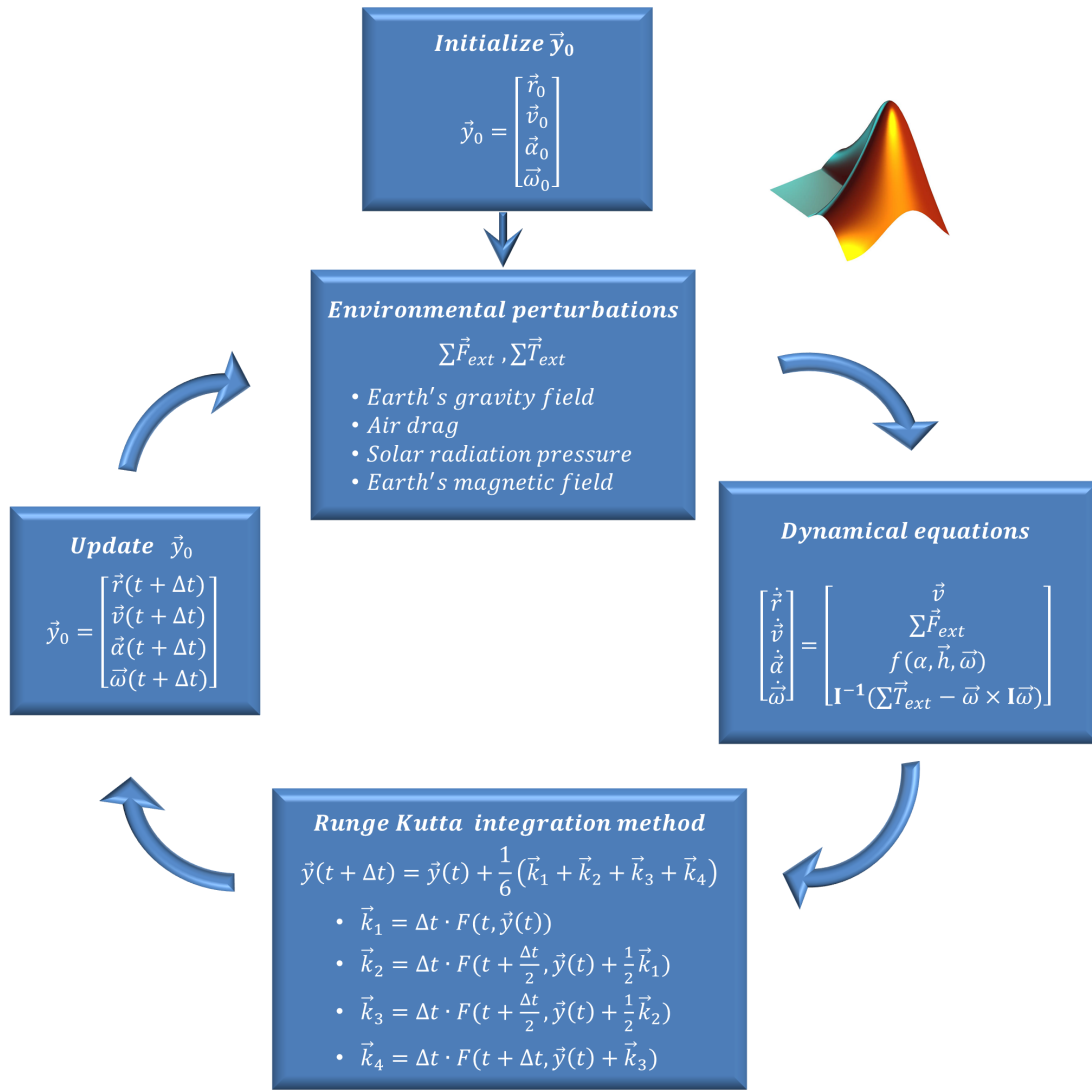 Initialize y⃗₀
y⃗₀ = [r⃗₀
v⃗₀
α⃗₀
ω⃗₀]
Environmental perturbations
∑F⃗ₑₓₜ , ∑T⃗ₑₓₜ
• Earth's gravity field
• Air drag
• Solar radiation pressure
• Earth's magnetic field
Dynamical equations
[r⃗̇ v⃗̇ α⃗̇ ω⃗̇] = [v⃗
∑F⃗ₑₓₜ
f(α, h⃗, ω⃗)
I⁻¹(∑T⃗ₑₓₜ − ω⃗ × Iω⃗)]
Runge Kutta integration method
y⃗(t + Δt) = y⃗(t) + 1/6 (k⃗₁ + k⃗₂ + k⃗₃ + k⃗₄)
• k⃗₁ = Δt · F(t, y⃗(t))
• k⃗₂ = Δt · F(t + Δt/2, y⃗(t) + 1/2 k⃗₁)
• k⃗₃ = Δt · F(t + Δt/2, y⃗(t) + 1/2 k⃗₂)
• k⃗₄ = Δt · F(t + Δt, y⃗(t) + k⃗₃)
Update y⃗₀
y⃗₀ = [r⃗(t + Δt)
v⃗(t + Δt)
α⃗(t + Δt)
ω⃗(t + Δt)]